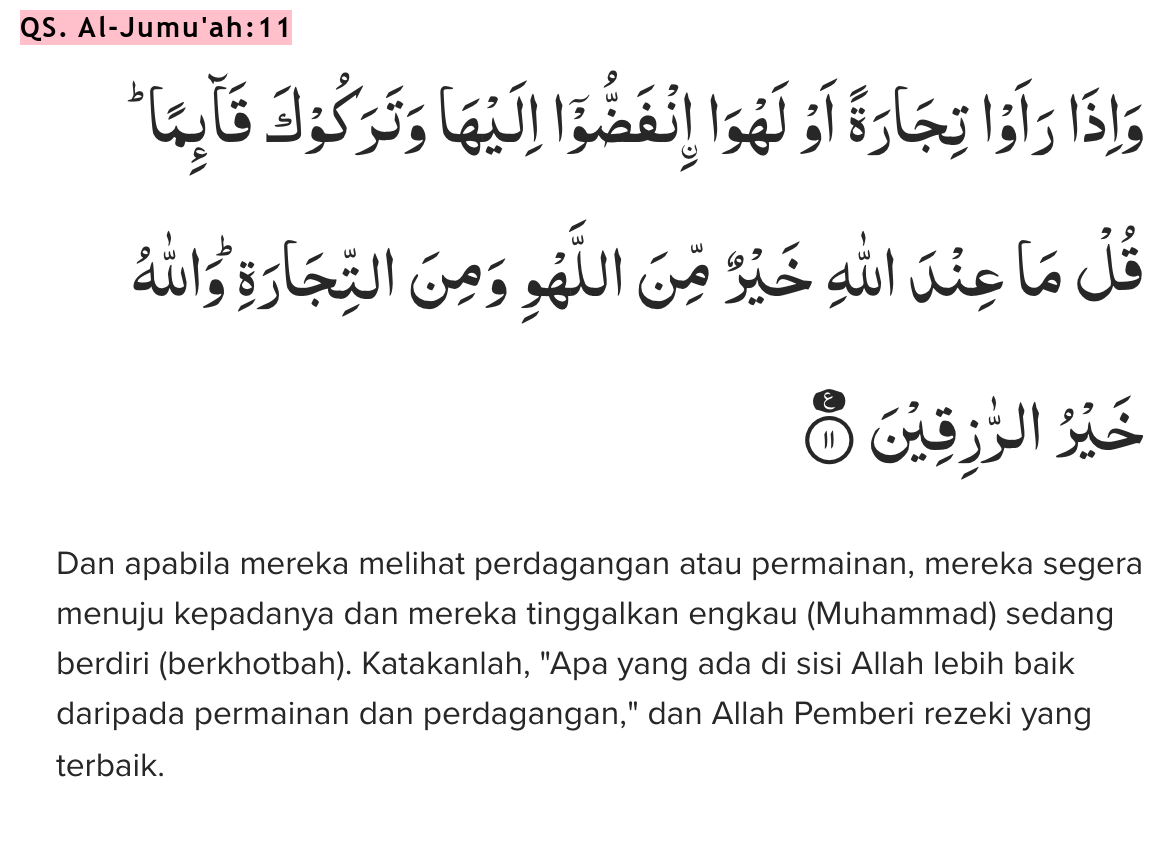 QS. Al-Jumu'ah:11
وَاِذَا رَاَوْا تِجَارَةً اَوْ لَهْوَا ۨانْفَضُّوْٓا اِلَيْهَا وَتَرَكُوْكَ قَاۤىِٕمًاۗ
قُلْ مَا عِنْدَ اللّٰهِ خَيْرٌ مِّنَ اللَّهْوِ وَمِنَ التِّجَارَةِۗ وَاللّٰهُ
خَيْرُ الرّٰزِقِيْنَ ࣖ ١١
Dan apabila mereka melihat perdagangan atau permainan, mereka segera
menuju kepadanya dan mereka tinggalkan engkau (Muhammad) sedang
berdiri (berkhotbah). Katakanlah, "Apa yang ada di sisi Allah lebih baik
daripada permainan dan perdagangan," dan Allah Pemberi rezeki yang
terbaik.